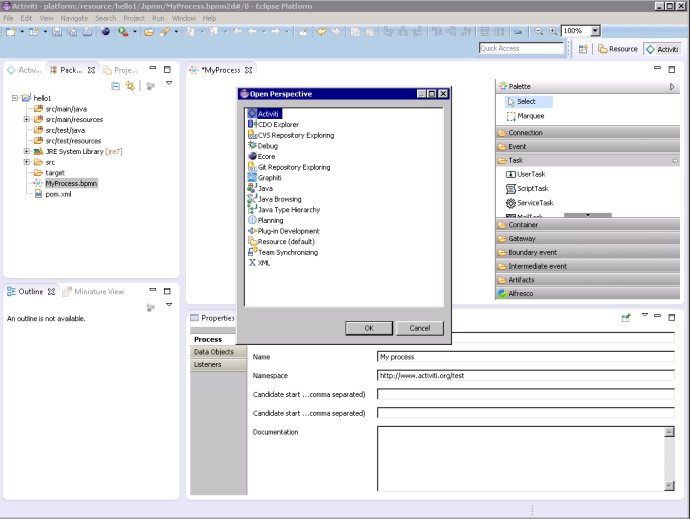 Activiti - platform:/resource/hello1/.bpmn/MyProcess.bpmn2d#/0 - Eclipse Platform
File Edit View Navigate Search Project Run Window Help
100%
Quick Access
Resource
Activiti
Activ...
Pack...
Proje...
*MyProcess
hello1
src/main/java
src/main/resources
src/test/java
src/test/resources
JRE System Library [jre7]
src
target
MyProcess.bpmn
pom.xml
Open Perspective
Activiti
CDO Explorer
CVS Repository Exploring
Debug
Ecore
Git Repository Exploring
Graphiti
Java
Java Browsing
Java Type Hierarchy
Planning
Plug-in Development
Resource (default)
Team Synchronizing
XML
OK
Cancel
Palette
Select
Marquee
Connection
Event
Task
UserTask
ScriptTask
ServiceTask
MailTask
Container
Gateway
Boundary event
Intermediate event
Artifacts
Alfresco
Outline
Miniature View
An outline is not available.
Properties
Process
Data Objects
Listeners
Name
My process
Namespace
http://www.activiti.org/test
Candidate start ...comma separated)
Candidate start ...comma separated)
Documentation